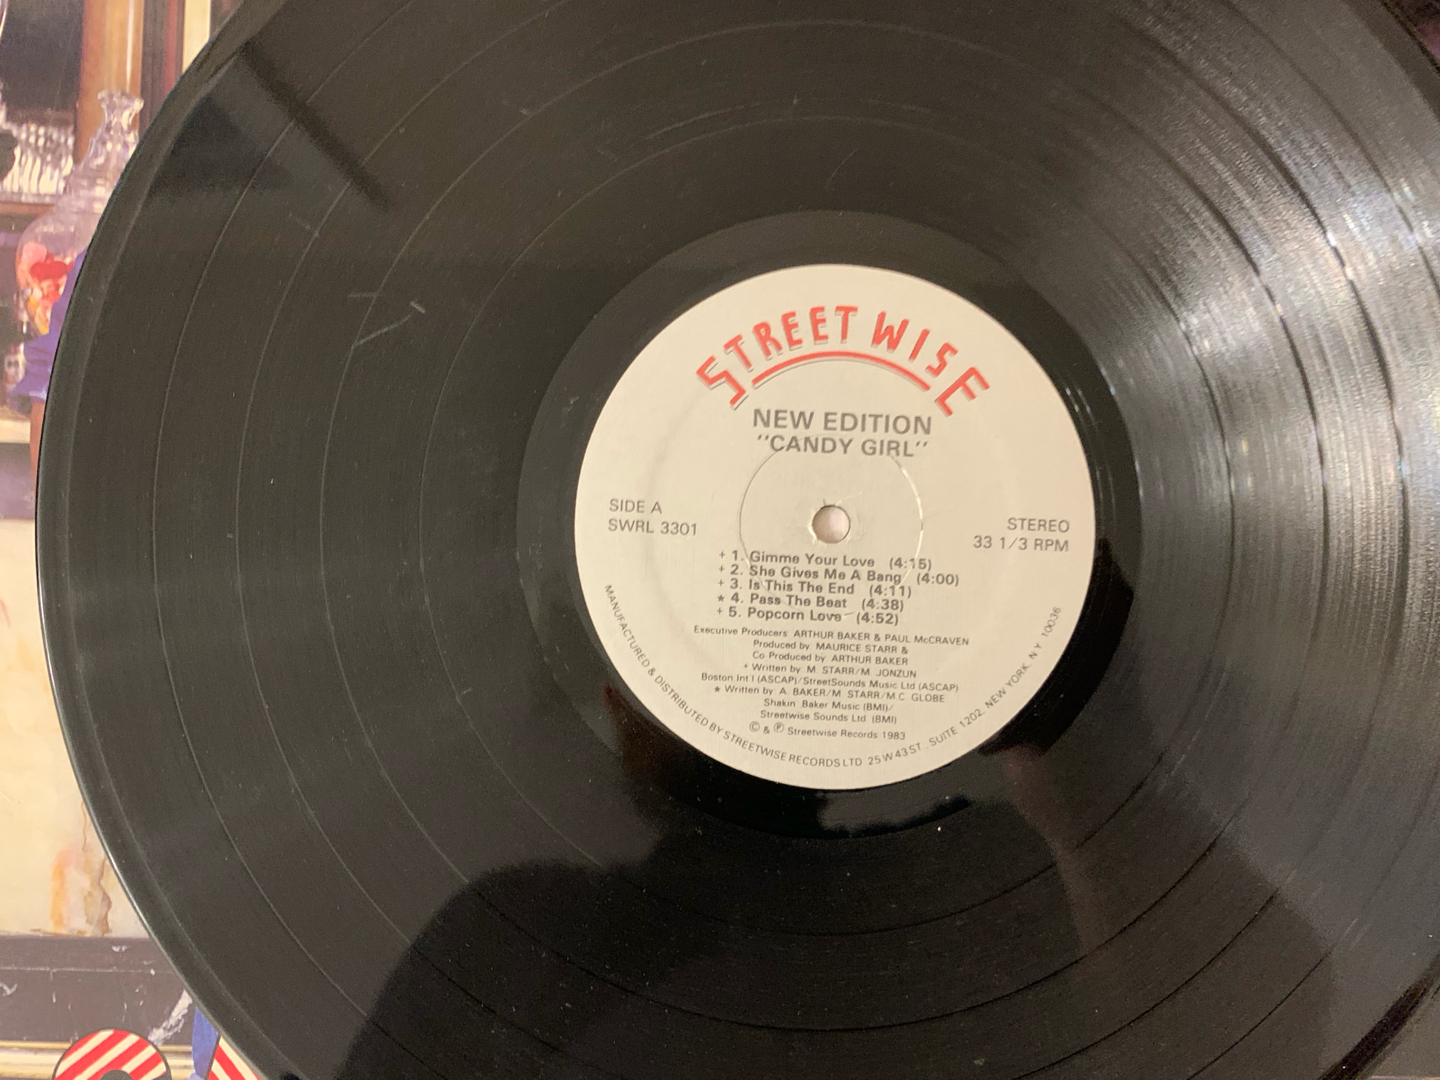 STREETWISE
NEW EDITION
"CANDY GIRL"
SIDE A
SWRL 3301
STEREO
33 1/3 RPM
+ 1. Gimme Your Love (4:15)
+ 2. She Gives Me A Bang (4:00)
+ 3. Is This The End (4:11)
★ 4. Pass The Beat (4:38)
+ 5. Popcorn Love (4:52)
Executive Producers ARTHUR BAKER & PAUL McCRAVEN
Produced by MAURICE STARR &
Co Produced by ARTHUR BAKER
+ Written by M. STARR/M. JONZUN
Boston Int'l (ASCAP)/StreetSounds Music Ltd (ASCAP)
★ Written by A. BAKER/M. STARR/M.C. GLOBE
Shakin' Baker Music (BMI)/
Streetwise Sounds Ltd. (BMI)
© & ℗ Streetwise Records 1983
MANUFACTURED & DISTRIBUTED BY STREETWISE RECORDS LTD 25 W 43 ST., SUITE 1202, NEW YORK, N.Y. 10036